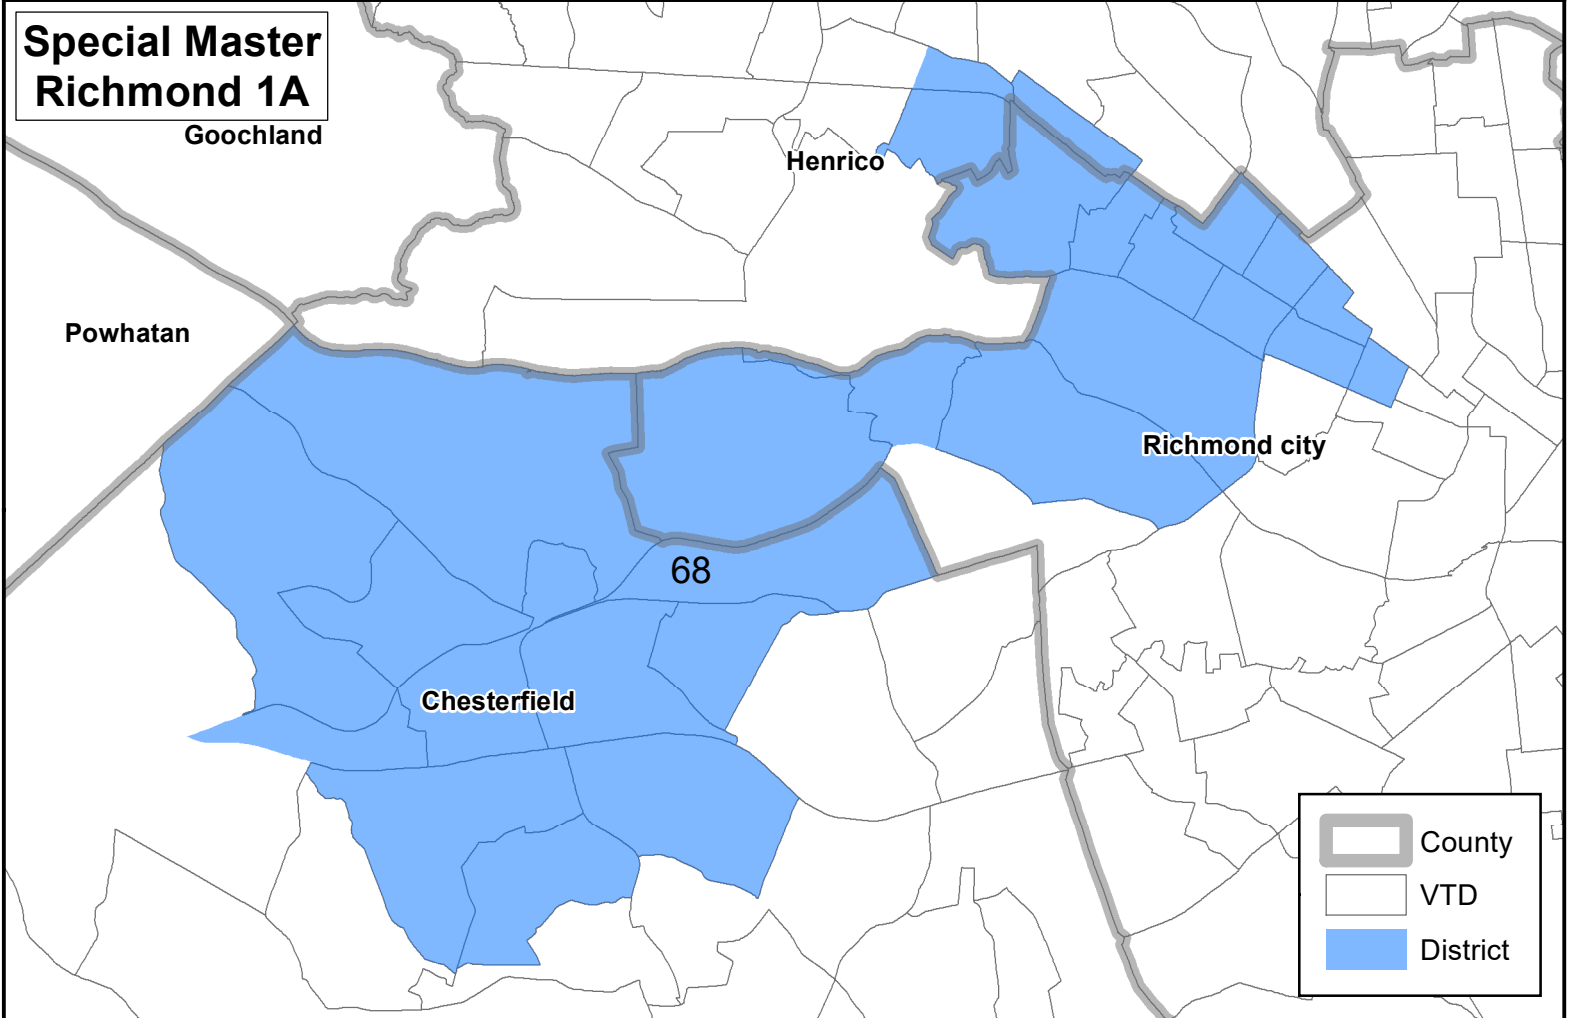 Special Master
Richmond 1A
Goochland
Henrico
Powhatan
Richmond city
68
Chesterfield
County
VTD
District